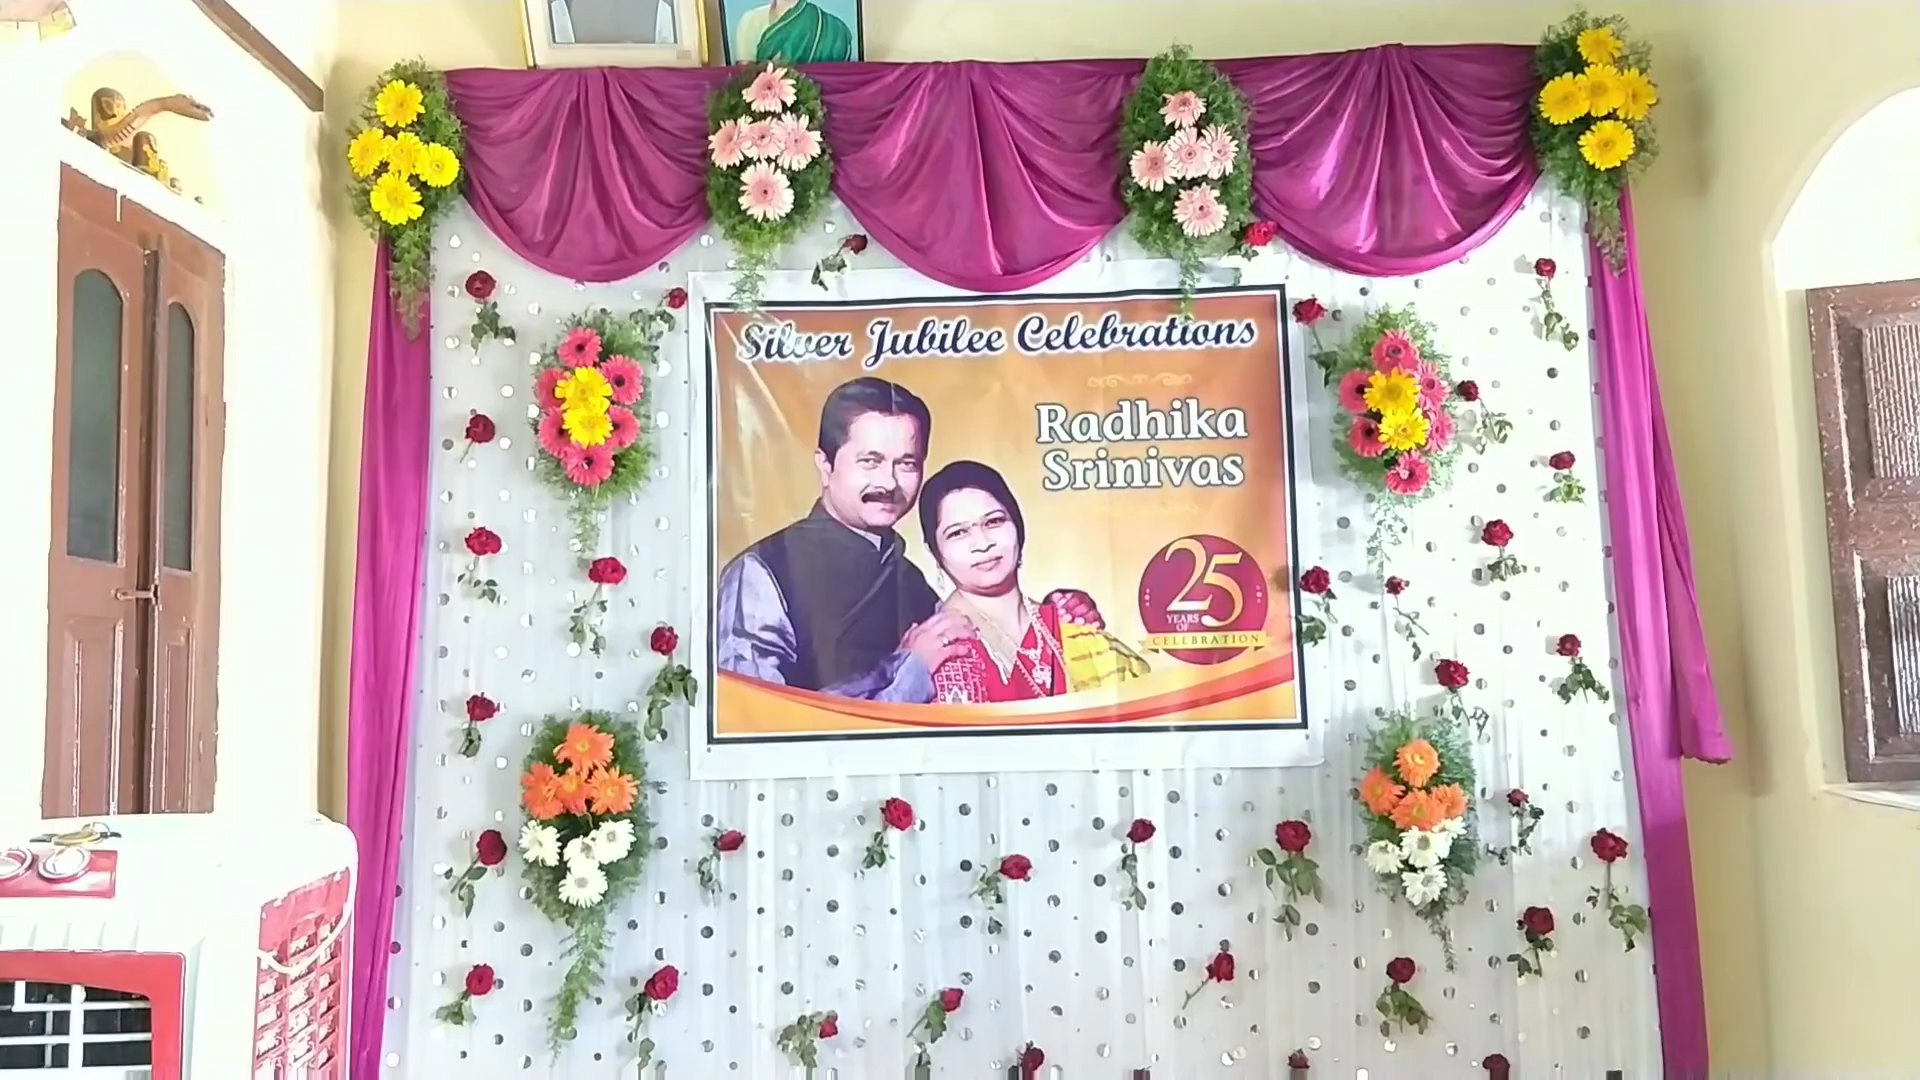 Silver Jubilee Celebrations
Radhika
Srinivas
25
YEARS
OF
CELEBRATION